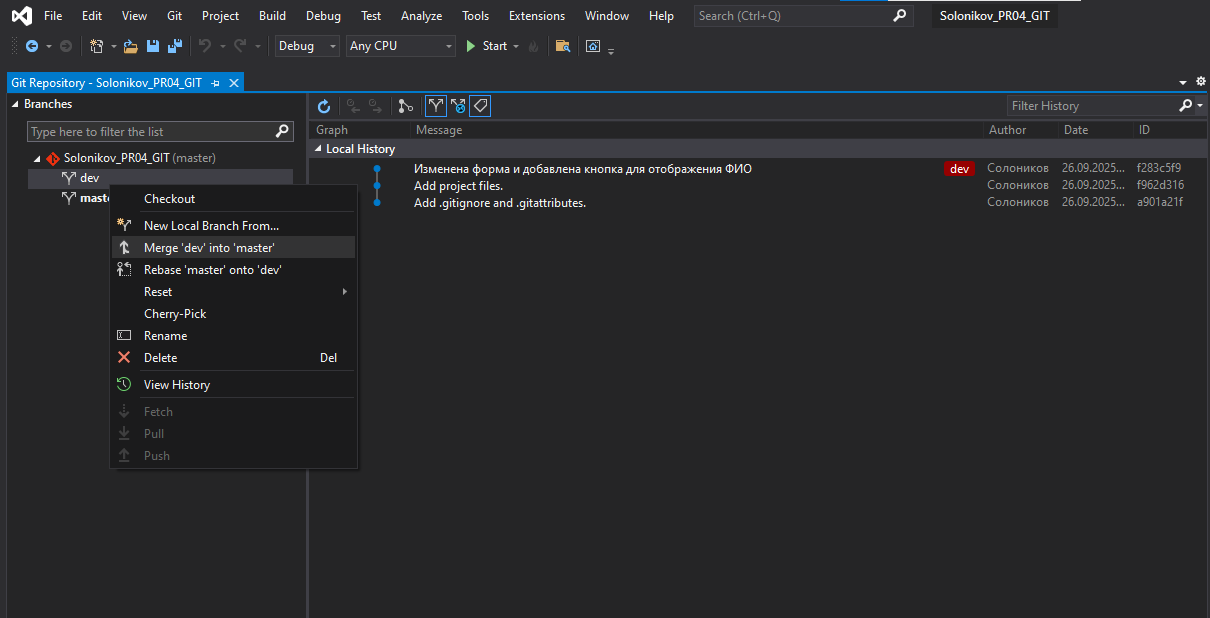 File Edit View Git Project Build Debug Test Analyze Tools Extensions Window Help Search (Ctrl+Q) Solonikov_PR04_GIT
Debug Any CPU Start
Git Repository - Solonikov_PR04_GIT
Branches
Type here to filter the list
Solonikov_PR04_GIT (master)
dev
maste
Checkout
New Local Branch From...
Merge 'dev' into 'master'
Rebase 'master' onto 'dev'
Reset
Cherry-Pick
Rename
Delete Del
View History
Fetch
Pull
Push
Filter History
Graph Message Author Date ID
Local History
Изменена форма и добавлена кнопка для отображения ФИО dev Солоников 26.09.2025... f283c5f9
Add project files. Солоников 26.09.2025... f962d316
Add .gitignore and .gitattributes. Солоников 26.09.2025... a901a21f